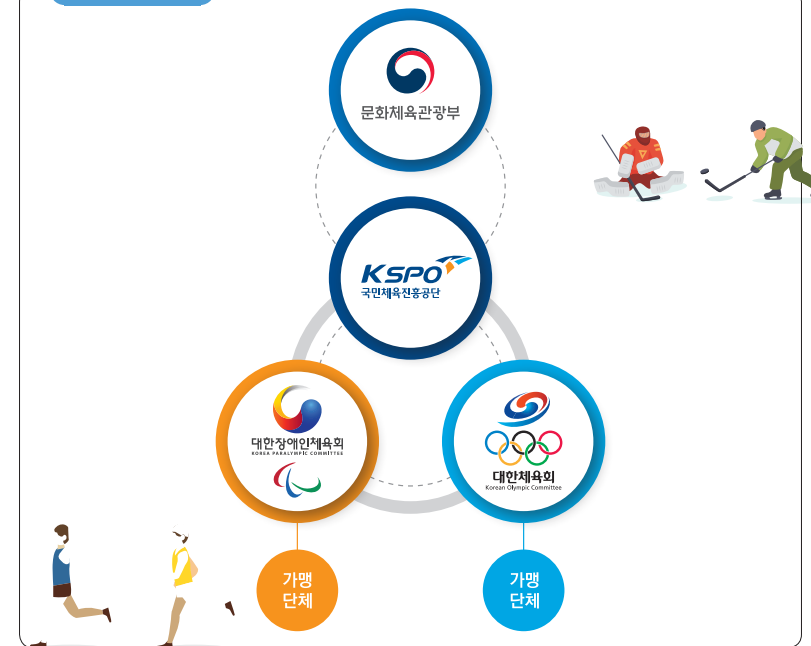 문화체육관광부
KSPO
국민체육진흥공단
대한장애인체육회
KOREA PARALYMPIC COMMITTEE
대한체육회
Korean Olympic Committee
가맹
단체
가맹
단체